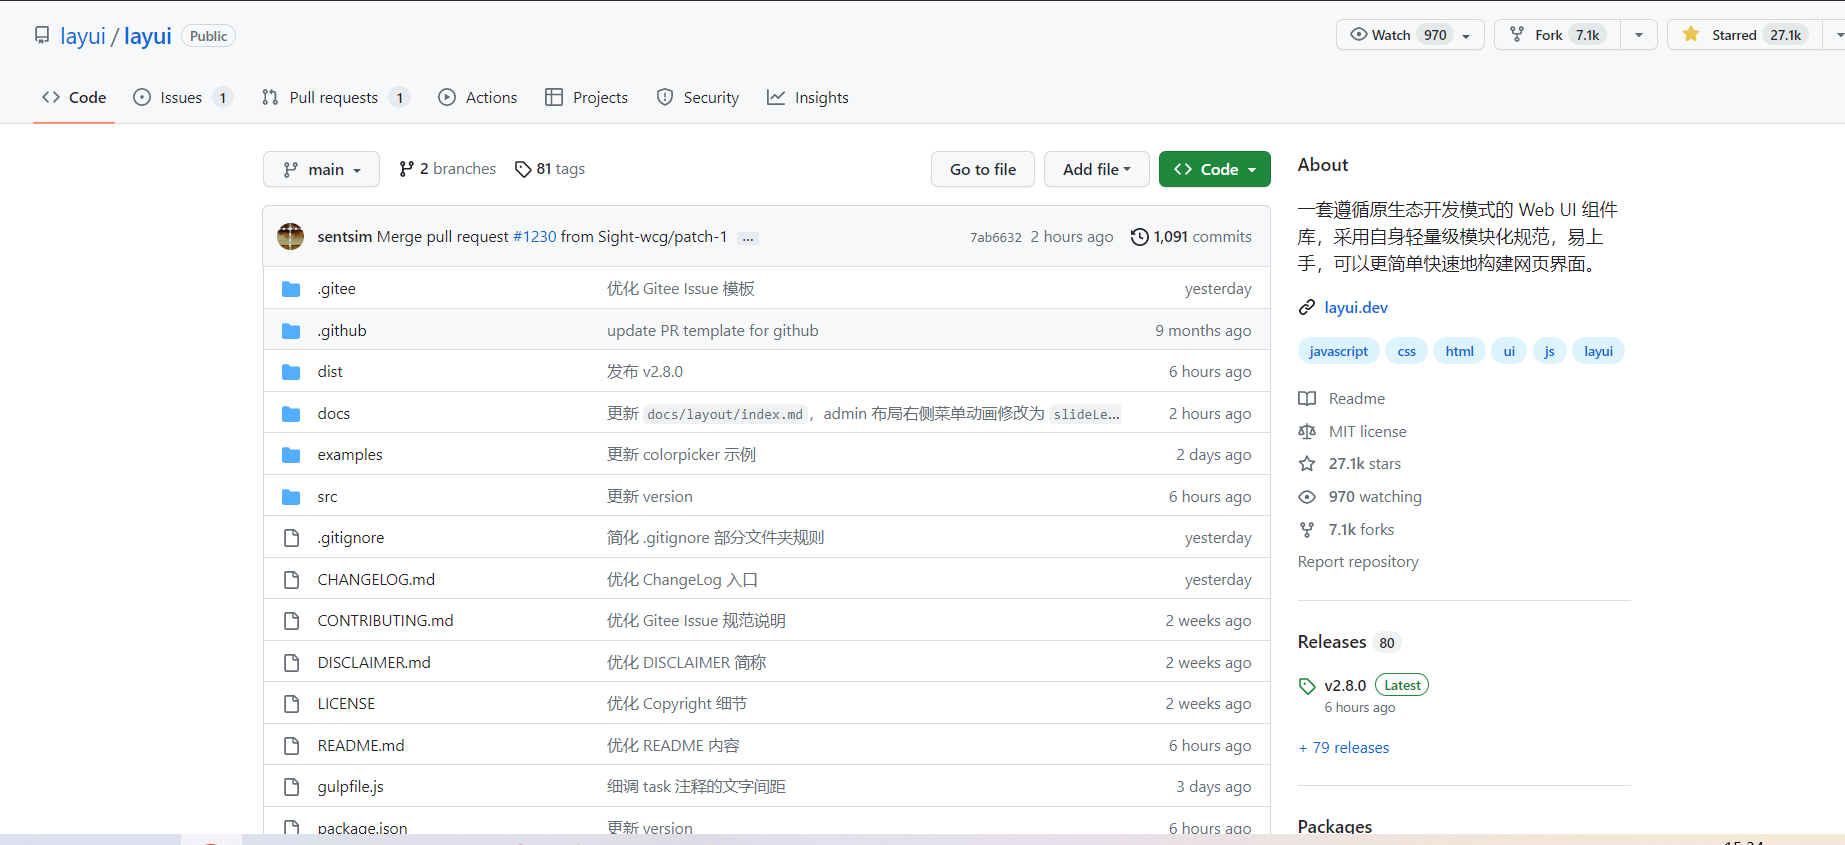 layui / layui Public
Watch 970 Fork 7.1k Starred 27.1k
Code Issues 1 Pull requests 1 Actions Projects Security Insights
main 2 branches 81 tags Go to file Add file Code
sentsim Merge pull request #1230 from Sight-wcg/patch-1 ... 7ab6632 2 hours ago 1,091 commits
.gitee 优化 Gitee Issue 模板 yesterday
.github update PR template for github 9 months ago
dist 发布 v2.8.0 6 hours ago
docs 更新 docs/layout/index.md，admin 布局右侧菜单动画修改为 slideLe... 2 hours ago
examples 更新 colorpicker 示例 2 days ago
src 更新 version 6 hours ago
.gitignore 简化 .gitignore 部分文件夹规则 yesterday
CHANGELOG.md 优化 ChangeLog 入口 yesterday
CONTRIBUTING.md 优化 Gitee Issue 规范说明 2 weeks ago
DISCLAIMER.md 优化 DISCLAIMER 简称 2 weeks ago
LICENSE 优化 Copyright 细节 2 weeks ago
README.md 优化 README 内容 6 hours ago
gulpfile.js 细调 task 注释的文字间距 3 days ago
package.json 更新 version 6 hours ago
About
一套遵循原生态开发模式的 Web UI 组件
库，采用自身轻量级模块化规范，易上
手，可以更简单快速地构建网页界面。
layui.dev
javascript css html ui js layui
Readme
MIT license
27.1k stars
970 watching
7.1k forks
Report repository
Releases 80
v2.8.0 Latest
6 hours ago
+ 79 releases
Packages